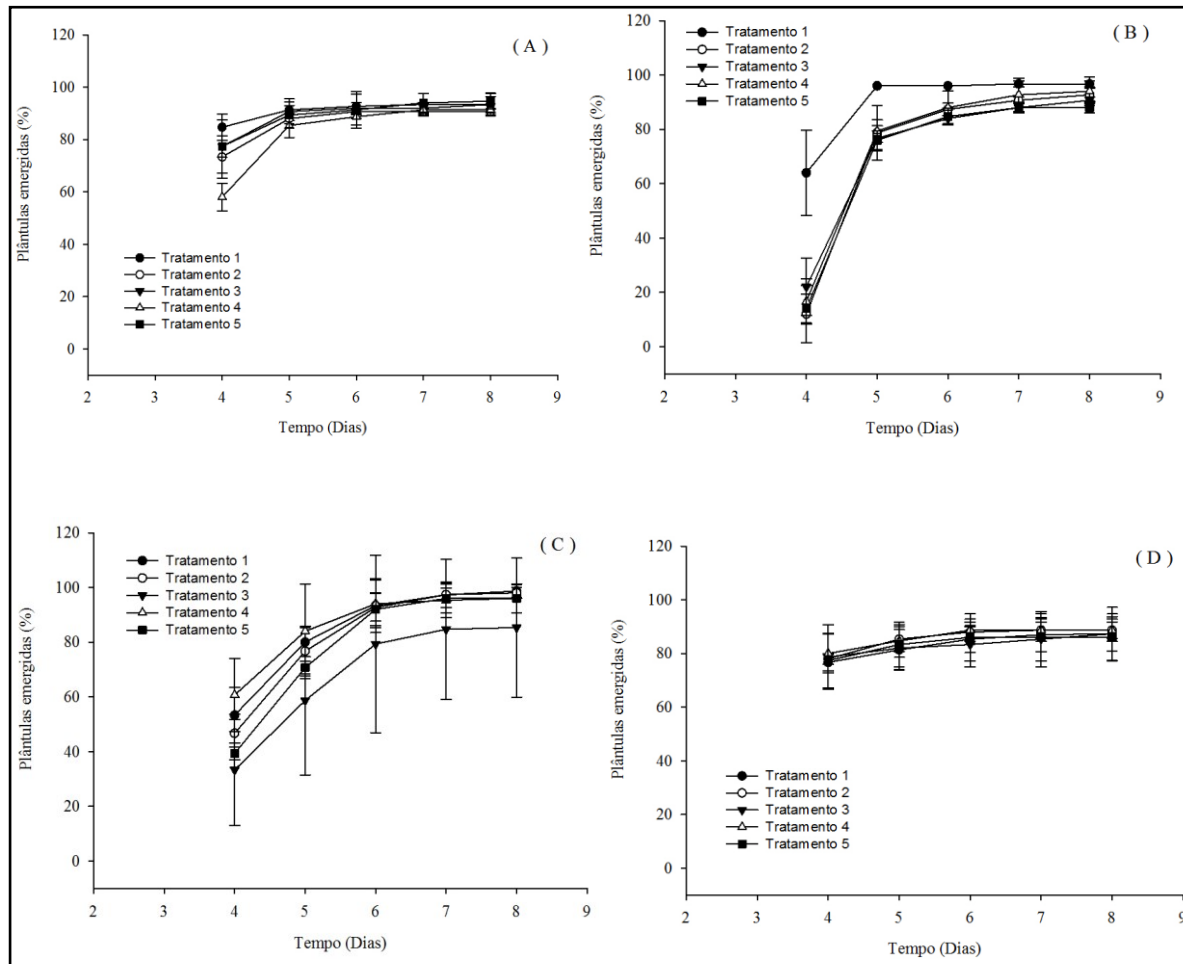 ( A )
Plântulas emergidas (%)
120
100
80
60
40
20
0
Tratamento 1
Tratamento 2
Tratamento 3
Tratamento 4
Tratamento 5
2 3 4 5 6 7 8 9
Tempo (Dias)
( B )
Plântulas emergidas (%)
120
100
80
60
40
20
0
Tratamento 1
Tratamento 2
Tratamento 3
Tratamento 4
Tratamento 5
2 3 4 5 6 7 8 9
Tempo (Dias)
( C )
Plântulas emergidas (%)
120
100
80
60
40
20
0
Tratamento 1
Tratamento 2
Tratamento 3
Tratamento 4
Tratamento 5
2 3 4 5 6 7 8 9
Tempo (Dias)
( D )
Plântulas emergidas (%)
120
100
80
60
40
20
0
Tratamento 1
Tratamento 2
Tratamento 3
Tratamento 4
Tratamento 5
2 3 4 5 6 7 8 9
Tempo (Dias)